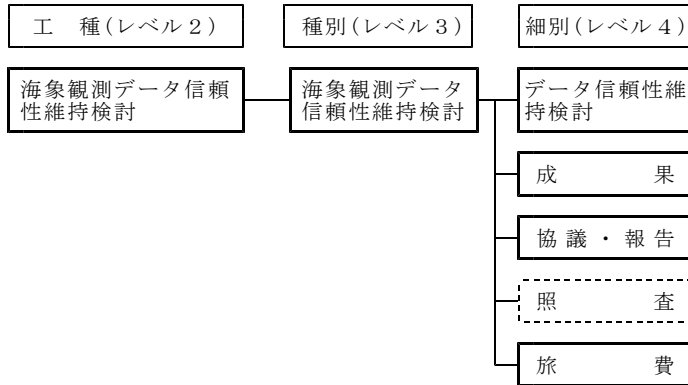 工　種(レベル２)
種別(レベル３)
細別(レベル４)
海象観測データ信頼
性維持検討
海象観測データ
信頼性維持検討
データ信頼性維
持検討
成　果
協議・報告
照　査
旅　費